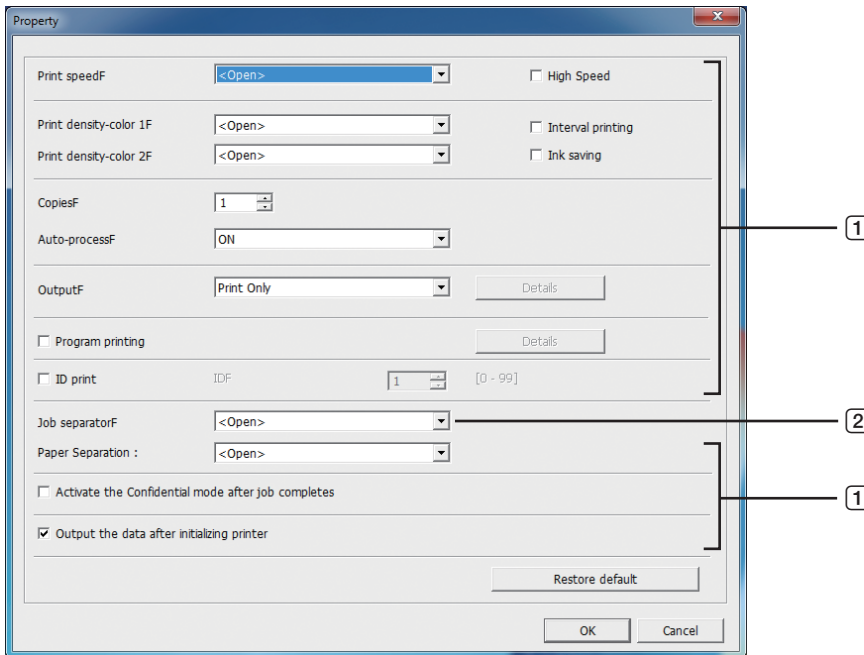 Property
Print speedF <Open> High Speed
Print density-color 1F <Open> Interval printing
Print density-color 2F <Open> Ink saving
CopiesF 1
1
Auto-processF ON
OutputF Print Only Details
Program printing Details
ID print IDF 1 [0 - 99]
Job separatorF <Open> 2
Paper Separation : <Open>
Activate the Confidential mode after job completes 1
Output the data after initializing printer
Restore default
OK Cancel